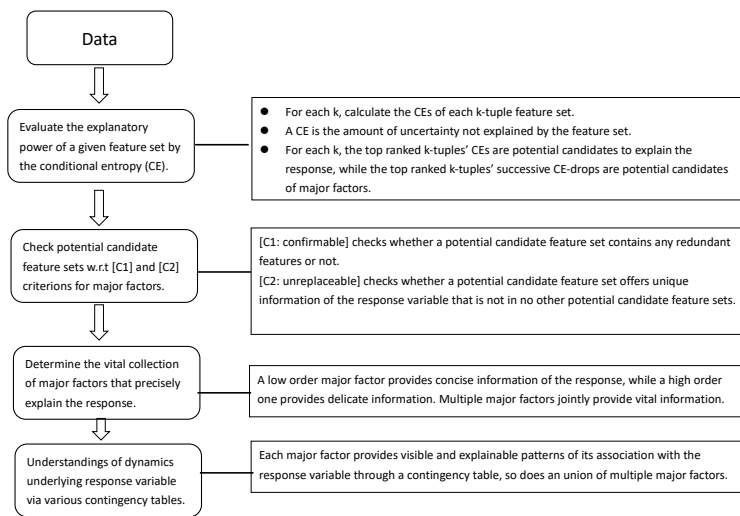 Data
Evaluate the explanatory
power of a given feature set by
the conditional entropy (CE).
● For each k, calculate the CEs of each k-tuple feature set.
● A CE is the amount of uncertainty not explained by the feature set.
● For each k, the top ranked k-tuples' CEs are potential candidates to explain the
response, while the top ranked k-tuples' successive CE-drops are potential candidates
of major factors.
Check potential candidate
feature sets w.r.t [C1] and [C2]
criterions for major factors.
[C1: confirmable] checks whether a potential candidate feature set contains any redundant
features or not.
[C2: unreplaceable] checks whether a potential candidate feature set offers unique
information of the response variable that is not in no other potential candidate feature sets.
Determine the vital collection
of major factors that precisely
explain the response.
A low order major factor provides concise information of the response, while a high order
one provides delicate information. Multiple major factors jointly provide vital information.
Understandings of dynamics
underlying response variable
via various contingency tables.
Each major factor provides visible and explainable patterns of its association with the
response variable through a contingency table, so does an union of multiple major factors.